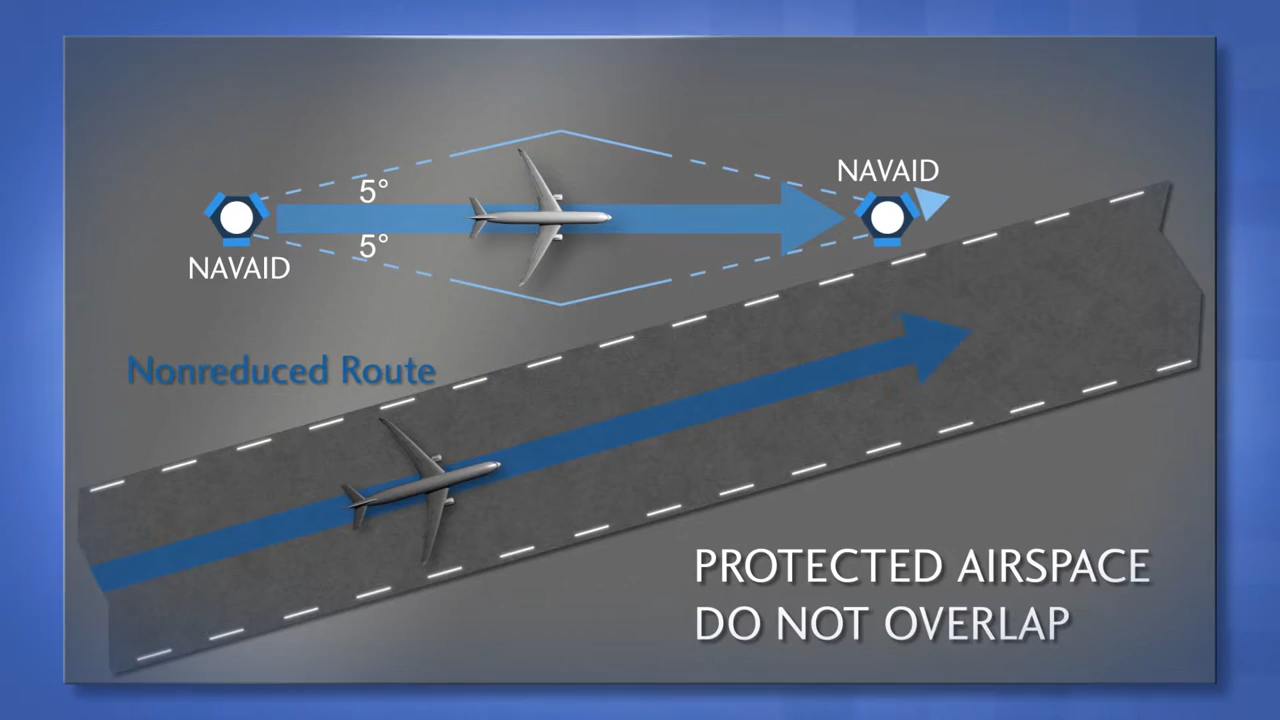 NAVAID
5°
5°
NAVAID
Nonreduced Route
PROTECTED AIRSPACE
DO NOT OVERLAP